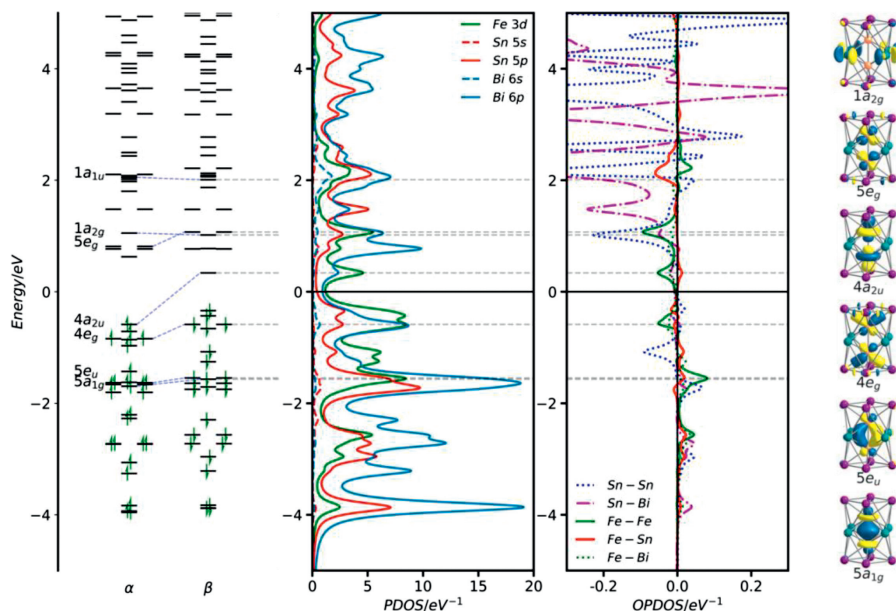 Energy/eV
4
2
0
−2
−4
1a₁ᵤ
1a₂g
5eg
4a₂ᵤ
4eg
5eᵤ
5a₁g
α
β
Fe 3d
Sn 5s
Sn 5p
Bi 6s
Bi 6p
0
5
10
15
20
PDOS/eV⁻¹
Sn − Sn
Sn − Bi
Fe − Fe
Fe − Sn
Fe − Bi
−0.2
0.0
0.2
OPDOS/eV⁻¹
1a₂g
5eg
4a₂ᵤ
4eg
5eᵤ
5a₁g